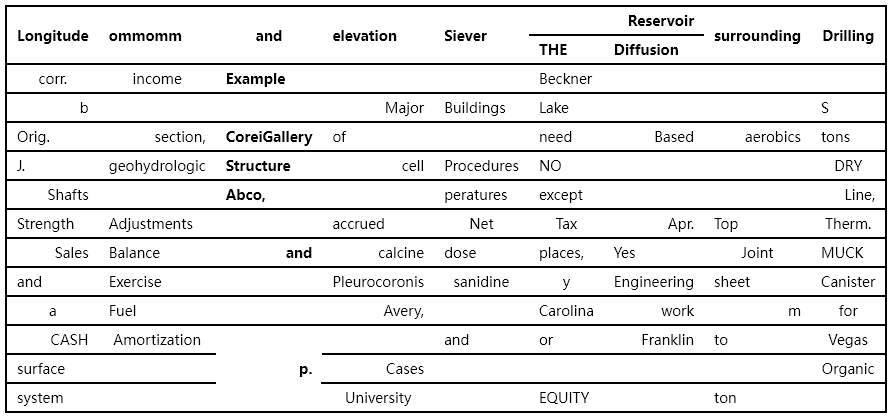 Longitude ommomm and elevation Siever Reservoir surrounding Drilling
THE Diffusion
corr. income Example Beckner
b Major Buildings Lake S
Orig. section, CoreiGallery of need Based aerobics tons
J. geohydrologic Structure cell Procedures NO DRY
Shafts Abco, peratures except Line,
Strength Adjustments accrued Net Tax Apr. Top Therm.
Sales Balance and calcine dose places, Yes Joint MUCK
and Exercise Pleurocoronis sanidine y Engineering sheet Canister
a Fuel Avery, Carolina work m for
CASH Amortization and or Franklin to Vegas
surface p. Cases Organic
system University EQUITY ton